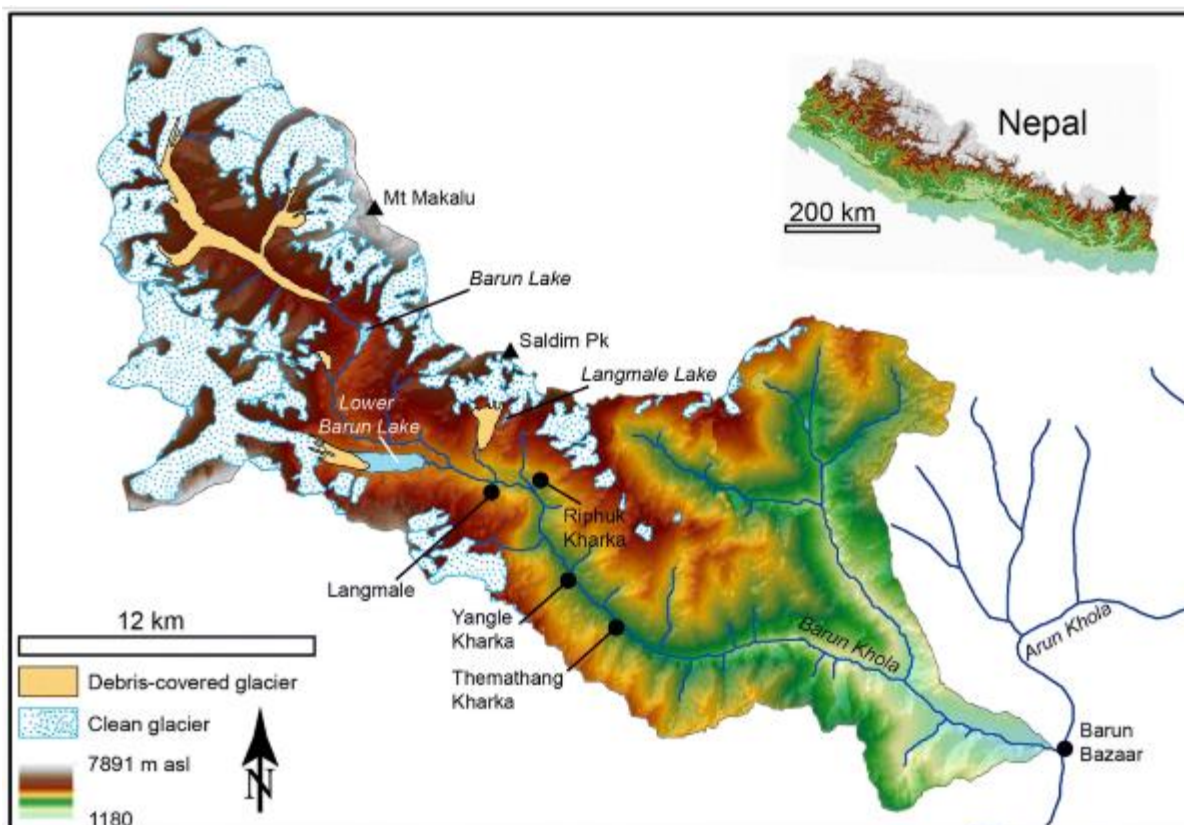 Nepal
200 km
Mt Makalu
Barun Lake
Saldim Pk
Langmale Lake
Lower
Barun Lake
Riphuk
Kharka
Langmale
Yangle
Kharka
Themathang
Kharka
Barun Khola
Arun Khola
Barun
Bazaar
12 km
Debris-covered glacier
Clean glacier
7891 m asl
1180
N